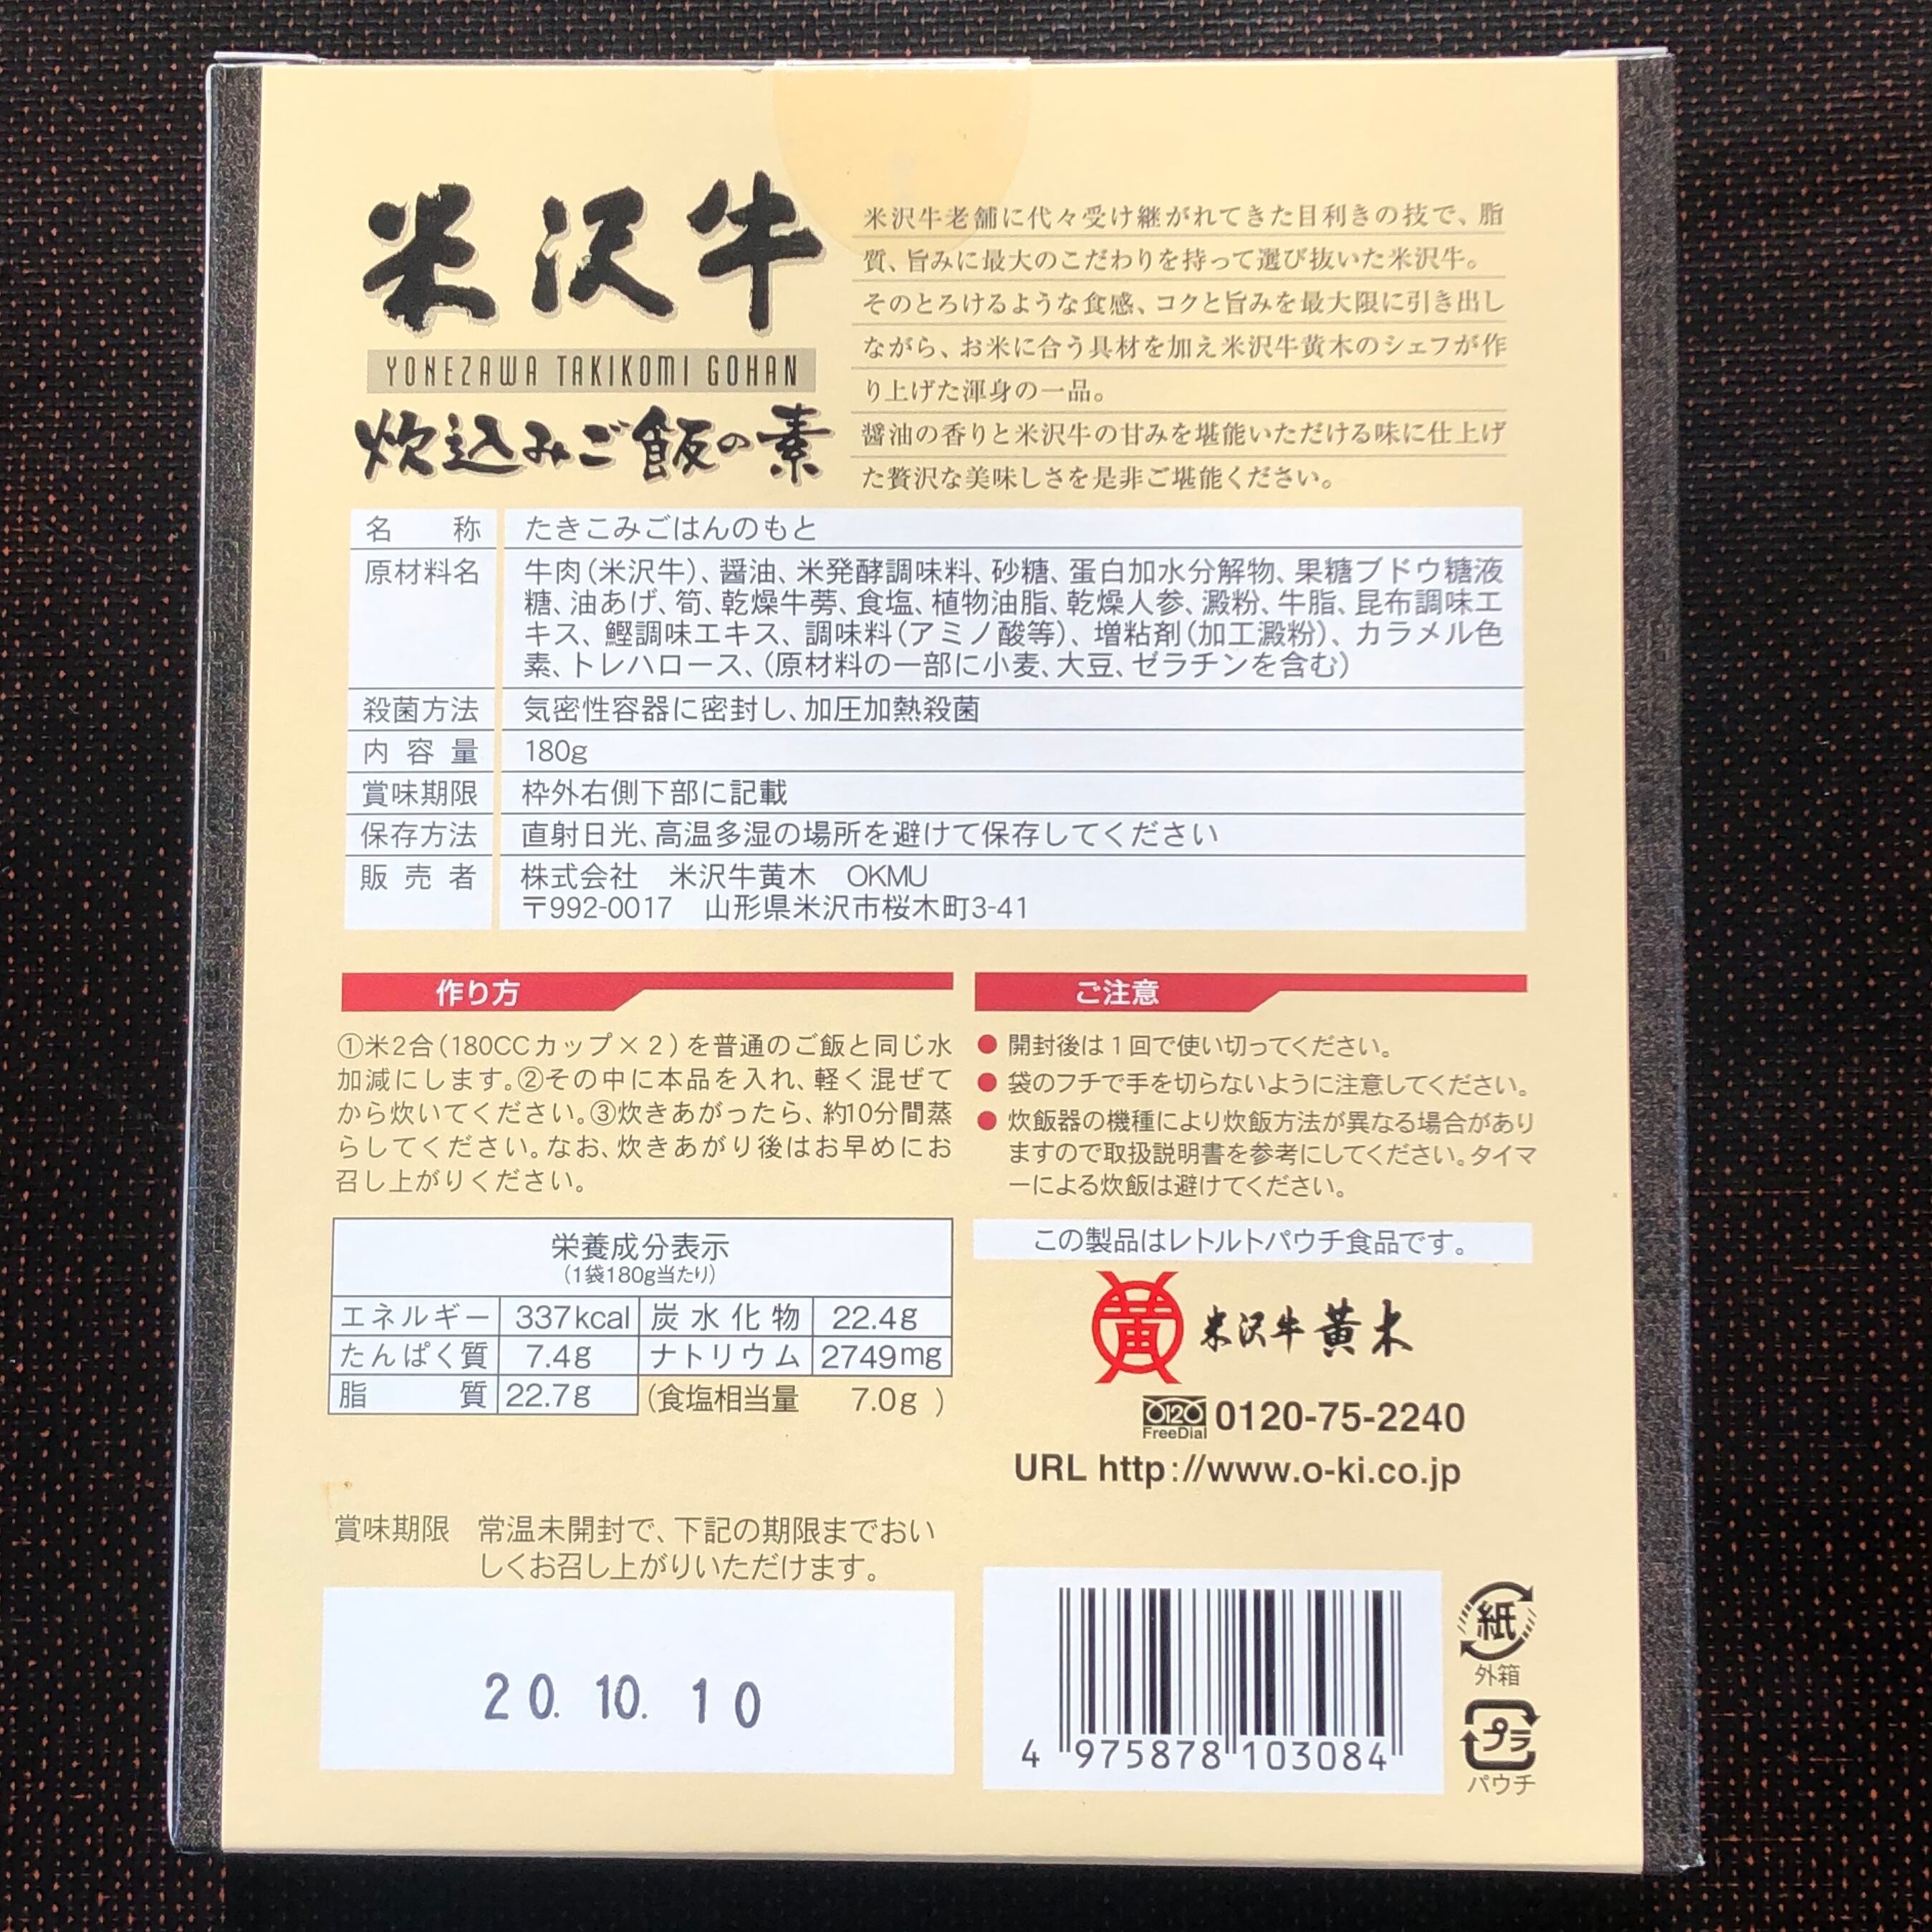 米沢牛
YONEZAWA TAKIKOMI GOHAN
炊込みご飯の素
米沢牛老舗に代々受け継がれてきた目利きの技で、脂
質、旨みに最大のこだわりを持って選び抜いた米沢牛。
そのとろけるような食感、コクと旨みを最大限に引き出し
ながら、お米に合う具材を加え米沢牛黄木のシェフが作
り上げた渾身の一品。
醤油の香りと米沢牛の甘みを堪能いただける味に仕上げ
た贅沢な美味しさを是非ご堪能ください。
名称 たきこみごはんのもと
原材料名 牛肉(米沢牛)、醤油、米発酵調味料、砂糖、蛋白加水分解物、果糖ブドウ糖液
糖、油あげ、筍、乾燥牛蒡、食塩、植物油脂、乾燥人参、澱粉、牛脂、昆布調味エ
キス、鰹調味エキス、調味料(アミノ酸等)、増粘剤(加工澱粉)、カラメル色
素、トレハロース、(原材料の一部に小麦、大豆、ゼラチンを含む)
殺菌方法 気密性容器に密封し、加圧加熱殺菌
内容量 180g
賞味期限 枠外右側下部に記載
保存方法 直射日光、高温多湿の場所を避けて保存してください
販売者 株式会社 米沢牛黄木 OKMU
〒992-0017 山形県米沢市桜木町3-41
作り方
①米2合(180CCカップ×2)を普通のご飯と同じ水
加減にします。②その中に本品を入れ、軽く混ぜて
から炊いてください。③炊きあがったら、約10分間蒸
らしてください。なお、炊きあがり後はお早めにお
召し上がりください。
ご注意
● 開封後は1回で使い切ってください。
● 袋のフチで手を切らないように注意してください。
● 炊飯器の機種により炊飯方法が異なる場合があり
ますので取扱説明書を参考にしてください。タイマ
ーによる炊飯は避けてください。
栄養成分表示
(1袋180g当たり)
エネルギー 337kcal 炭水化物 22.4g
たんぱく質 7.4g ナトリウム 2749mg
脂質 22.7g (食塩相当量 7.0g)
この製品はレトルトパウチ食品です。
黄 米沢牛黄木
0120 FreeDial 0120-75-2240
URL http://www.o-ki.co.jp
賞味期限 常温未開封で、下記の期限までおい
しくお召し上がりいただけます。
20.10.10
4 975878 103084
紙
外箱
プラ
パウチ